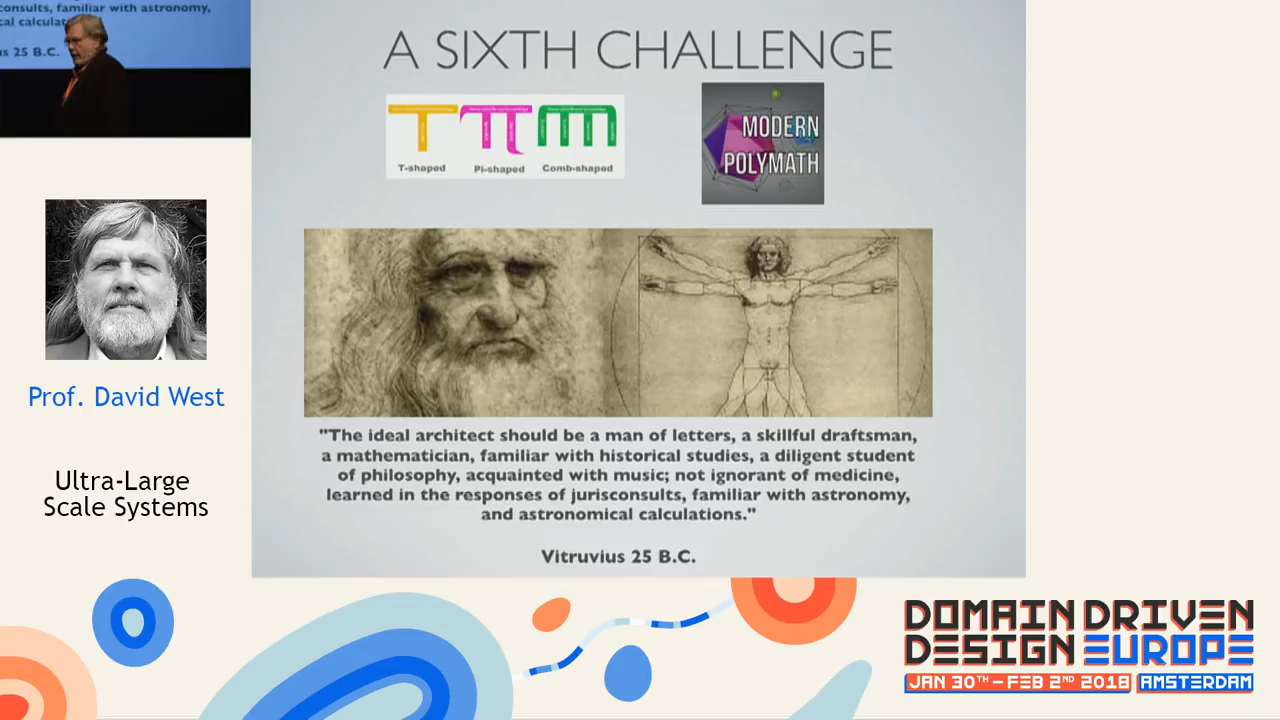 consults, familiar with astronomy,
cal calculat
us 25 B.C.
A SIXTH CHALLENGE
T-shaped
Pi-shaped
Comb-shaped
MODERN
POLYMATH
"The ideal architect should be a man of letters, a skillful draftsman,
a mathematician, familiar with historical studies, a diligent student
of philosophy, acquainted with music; not ignorant of medicine,
learned in the responses of jurisconsults, familiar with astronomy,
and astronomical calculations."
Vitruvius 25 B.C.
Prof. David West
Ultra-Large
Scale Systems
DOMAIN DRIVEN
DESIGN EUROPE
JAN 30TH – FEB 2ND 2018 AMSTERDAM